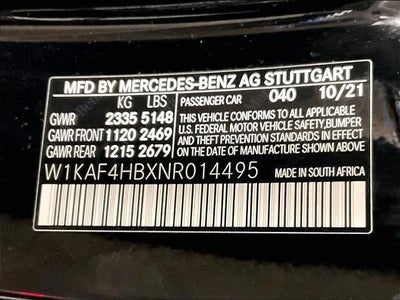 MFD BY MERCEDES-BENZ AG STUTTGART
KG LBS PASSENGER CAR 040 10/21
GVWR 2335 5148 THIS VEHICLE CONFORMS TO ALL APPLICABLE
GAWR FRONT 1120 2469 U.S. FEDERAL MOTOR VEHICLE SAFETY, BUMPER
GAWR REAR 1215 2679 AND THEFT PREVENTION STANDARDS IN EFFECT
ON THE DATE OF MANUFACTURE SHOWN ABOVE.
W1KAF4HBXNR014495 MADE IN SOUTH AFRICA